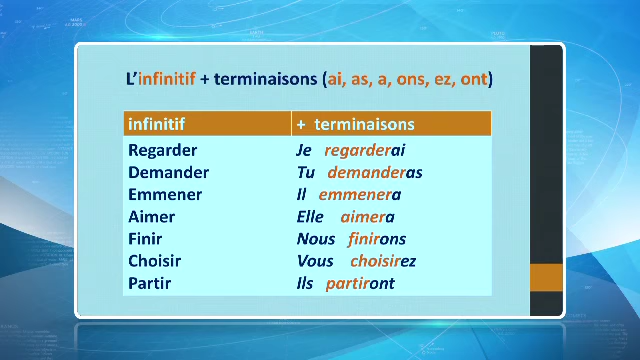 L'infinitif + terminaisons (ai, as, a, ons, ez, ont)
infinitif + terminaisons
Regarder Je regarderai
Demander Tu demanderas
Emmener Il emmenera
Aimer Elle aimera
Finir Nous finirons
Choisir Vous choisirez
Partir Ils partiront